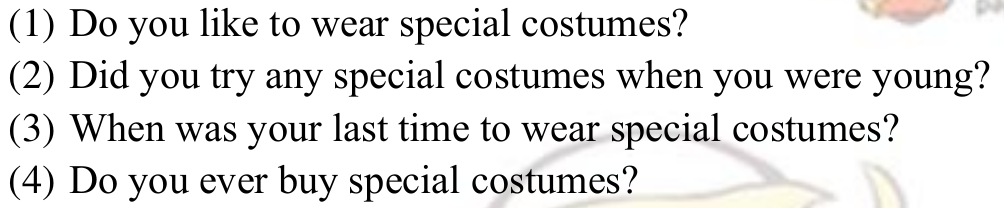 (1) Do you like to wear special costumes?
(2) Did you try any special costumes when you were young?
(3) When was your last time to wear special costumes?
(4) Do you ever buy special costumes?